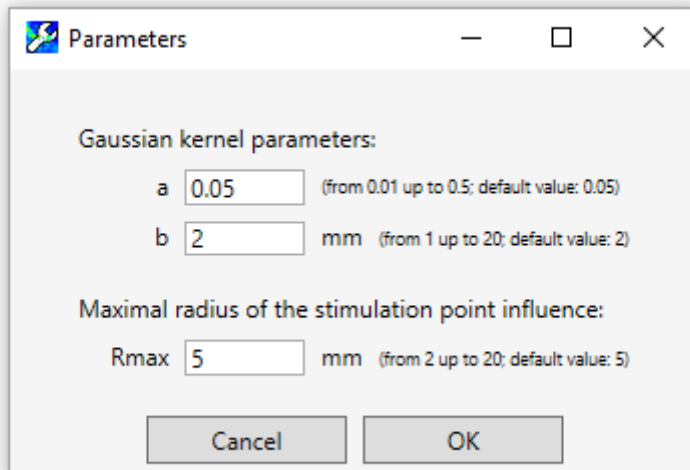 Parameters
Gaussian kernel parameters:
a 0.05 (from 0.01 up to 0.5; default value: 0.05)
b 2 mm (from 1 up to 20; default value: 2)
Maximal radius of the stimulation point influence:
Rmax 5 mm (from 2 up to 20; default value: 5)
Cancel OK